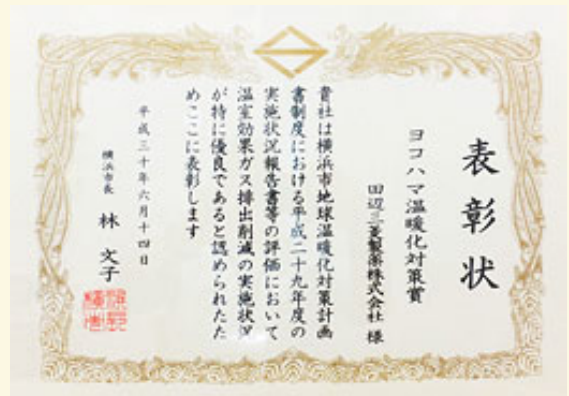 表彰状
ヨコハマ温暖化対策賞
田辺三菱製薬株式会社 様
貴社は横浜市地球温暖化対策計画
書制度における平成二十九年度の
実施状況報告書等の評価において
温室効果ガス排出削減の実施状況
が特に優良であると認められたた
めここに表彰します
平成三十年六月十四日
横浜市長 林 文子